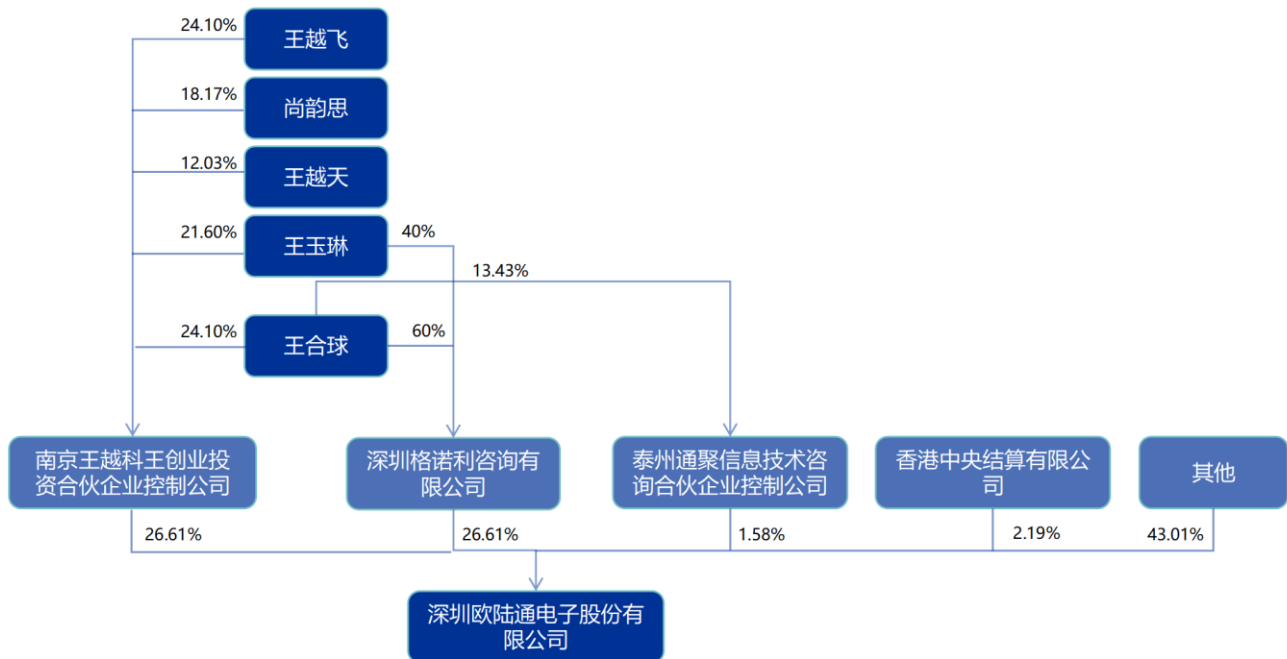 24.10%
王越飞
18.17%
尚韵思
12.03%
王越天
21.60%
王玉琳
40%
13.43%
24.10%
王合球
60%
南京王越科王创业投
资合伙企业控制公司
深圳格诺利咨询有
限公司
泰州通聚信息技术咨
询合伙企业控制公司
香港中央结算有限公
司
其他
26.61%
26.61%
1.58%
2.19%
43.01%
深圳欧陆通电子股份有
限公司